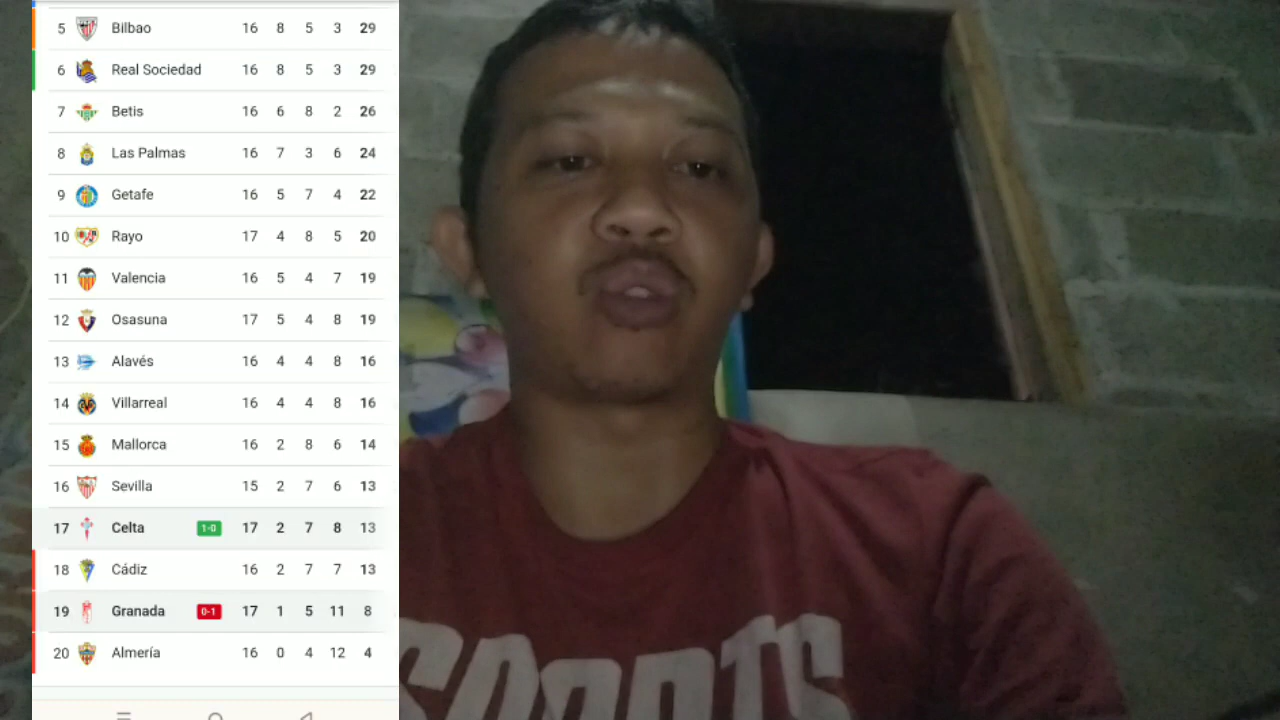 5 Bilbao 16 8 5 3 29
6 Real Sociedad 16 8 5 3 29
7 Betis 16 6 8 2 26
8 Las Palmas 16 7 3 6 24
9 Getafe 16 5 7 4 22
10 Rayo 17 4 8 5 20
11 Valencia 16 5 4 7 19
12 Osasuna 17 5 4 8 19
13 Alavés 16 4 4 8 16
14 Villarreal 16 4 4 8 16
15 Mallorca 16 2 8 6 14
16 Sevilla 15 2 7 6 13
17 Celta 1-0 17 2 7 8 13
18 Cádiz 16 2 7 7 13
19 Granada 0-1 17 1 5 11 8
20 Almería 16 0 4 12 4
SPORTS